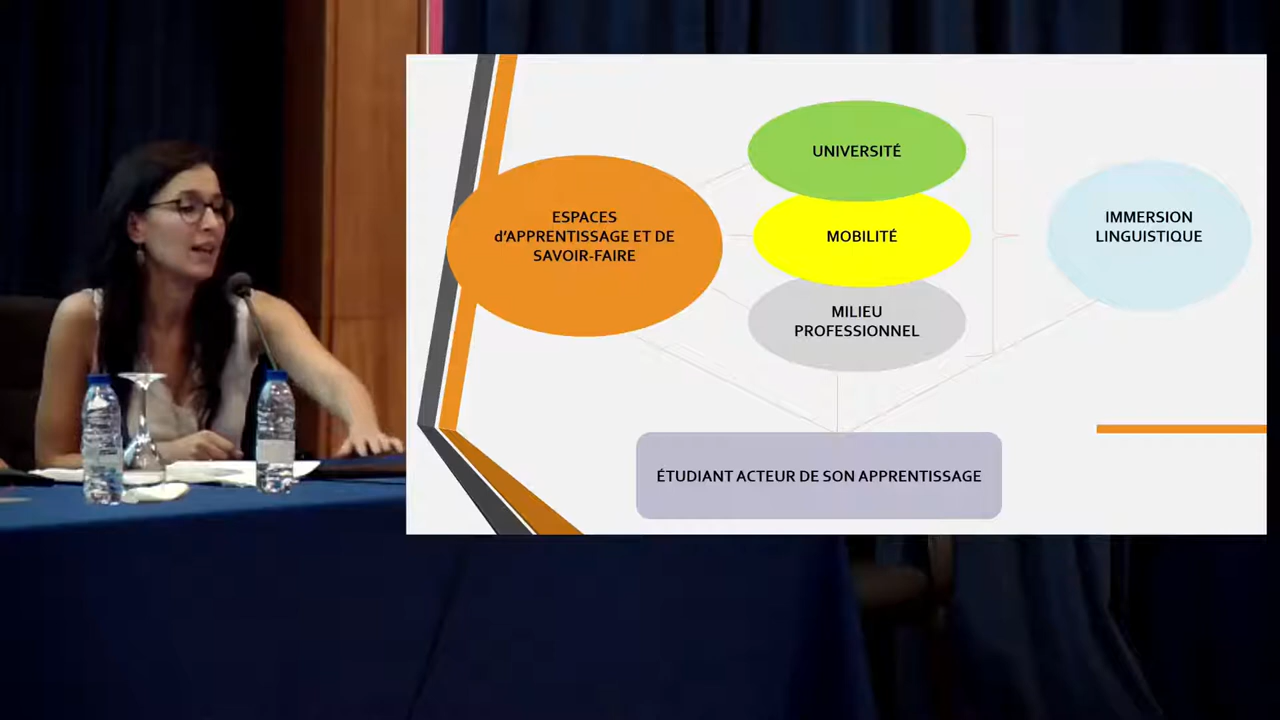 ESPACES
d'APPRENTISSAGE ET DE
SAVOIR-FAIRE
UNIVERSITÉ
MOBILITÉ
MILIEU
PROFESSIONNEL
IMMERSION
LINGUISTIQUE
ÉTUDIANT ACTEUR DE SON APPRENTISSAGE